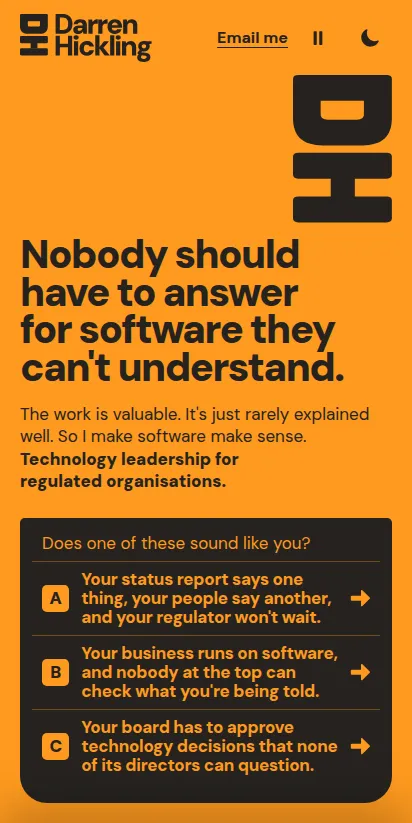 DH
Darren
Hickling
Email me
DH
Nobody should
have to answer
for software they
can't understand.
The work is valuable. It's just rarely explained
well. So I make software make sense.
Technology leadership for
regulated organisations.
Does one of these sound like you?
A
Your status report says one
thing, your people say another,
and your regulator won't wait.
B
Your business runs on software,
and nobody at the top can
check what you're being told.
C
Your board has to approve
technology decisions that none
of its directors can question.